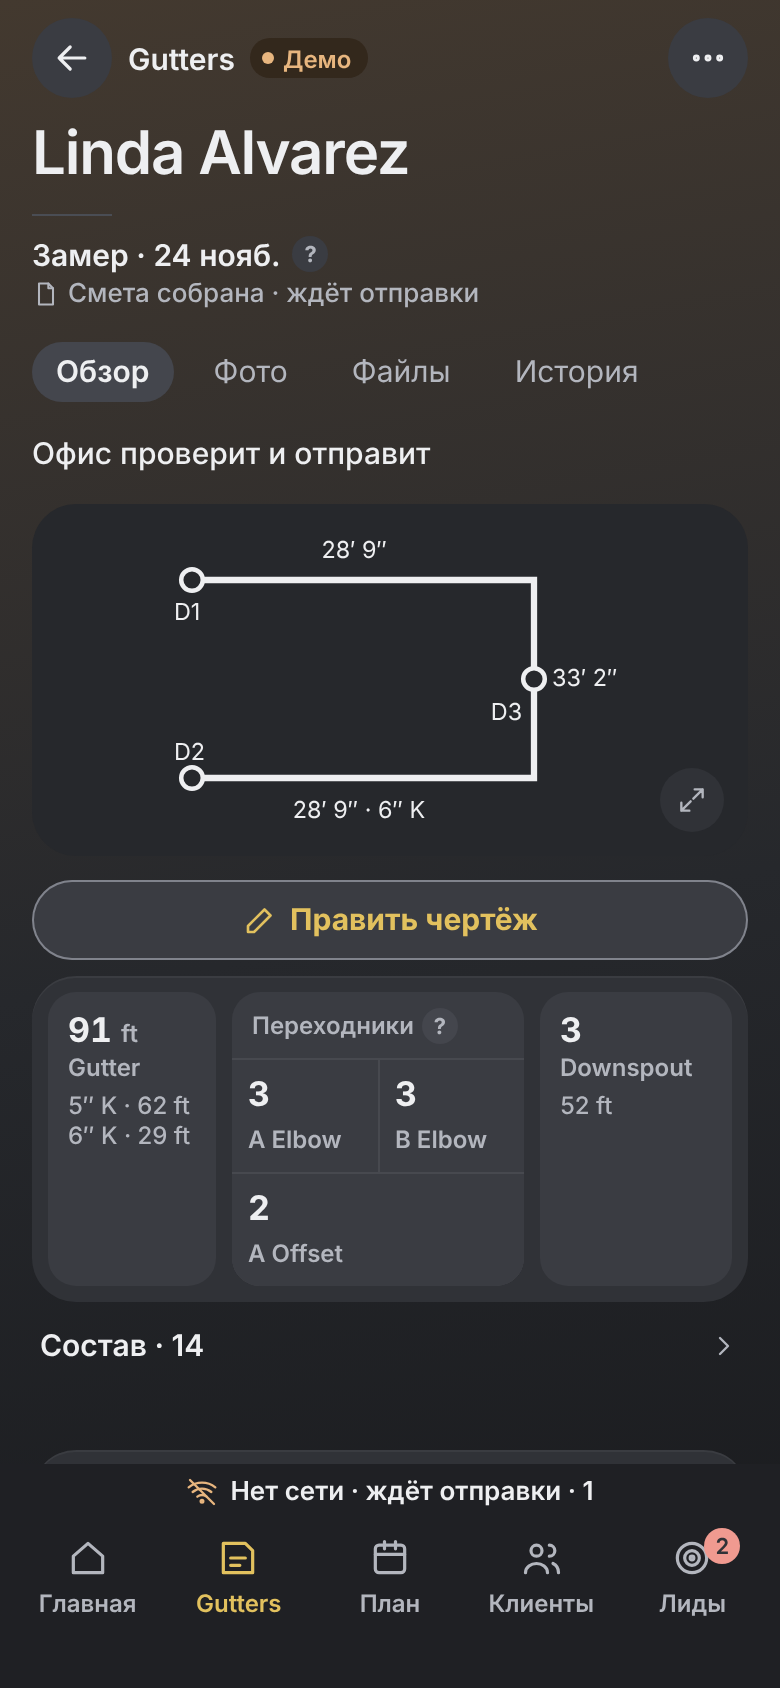 Gutters
Демо
Linda Alvarez
Замер · 24 нояб. ?
Смета собрана · ждёт отправки
Обзор Фото Файлы История
Офис проверит и отправит
28′ 9″
D1
33′ 2″
D3
D2
28′ 9″ · 6″ K
Править чертёж
91 ft
Gutter
5″ K · 62 ft
6″ K · 29 ft
Переходники ?
3
A Elbow
3
B Elbow
2
A Offset
3
Downspout
52 ft
Состав · 14
Нет сети · ждёт отправки · 1
2
Главная Gutters План Клиенты Лиды